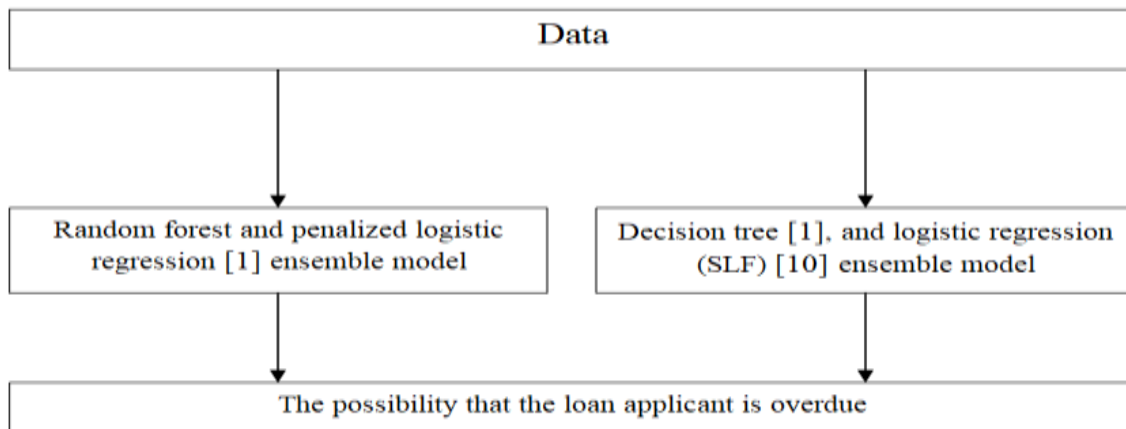 Data
Random forest and penalized logistic
regression [1] ensemble model
Decision tree [1], and logistic regression
(SLF) [10] ensemble model
The possibility that the loan applicant is overdue